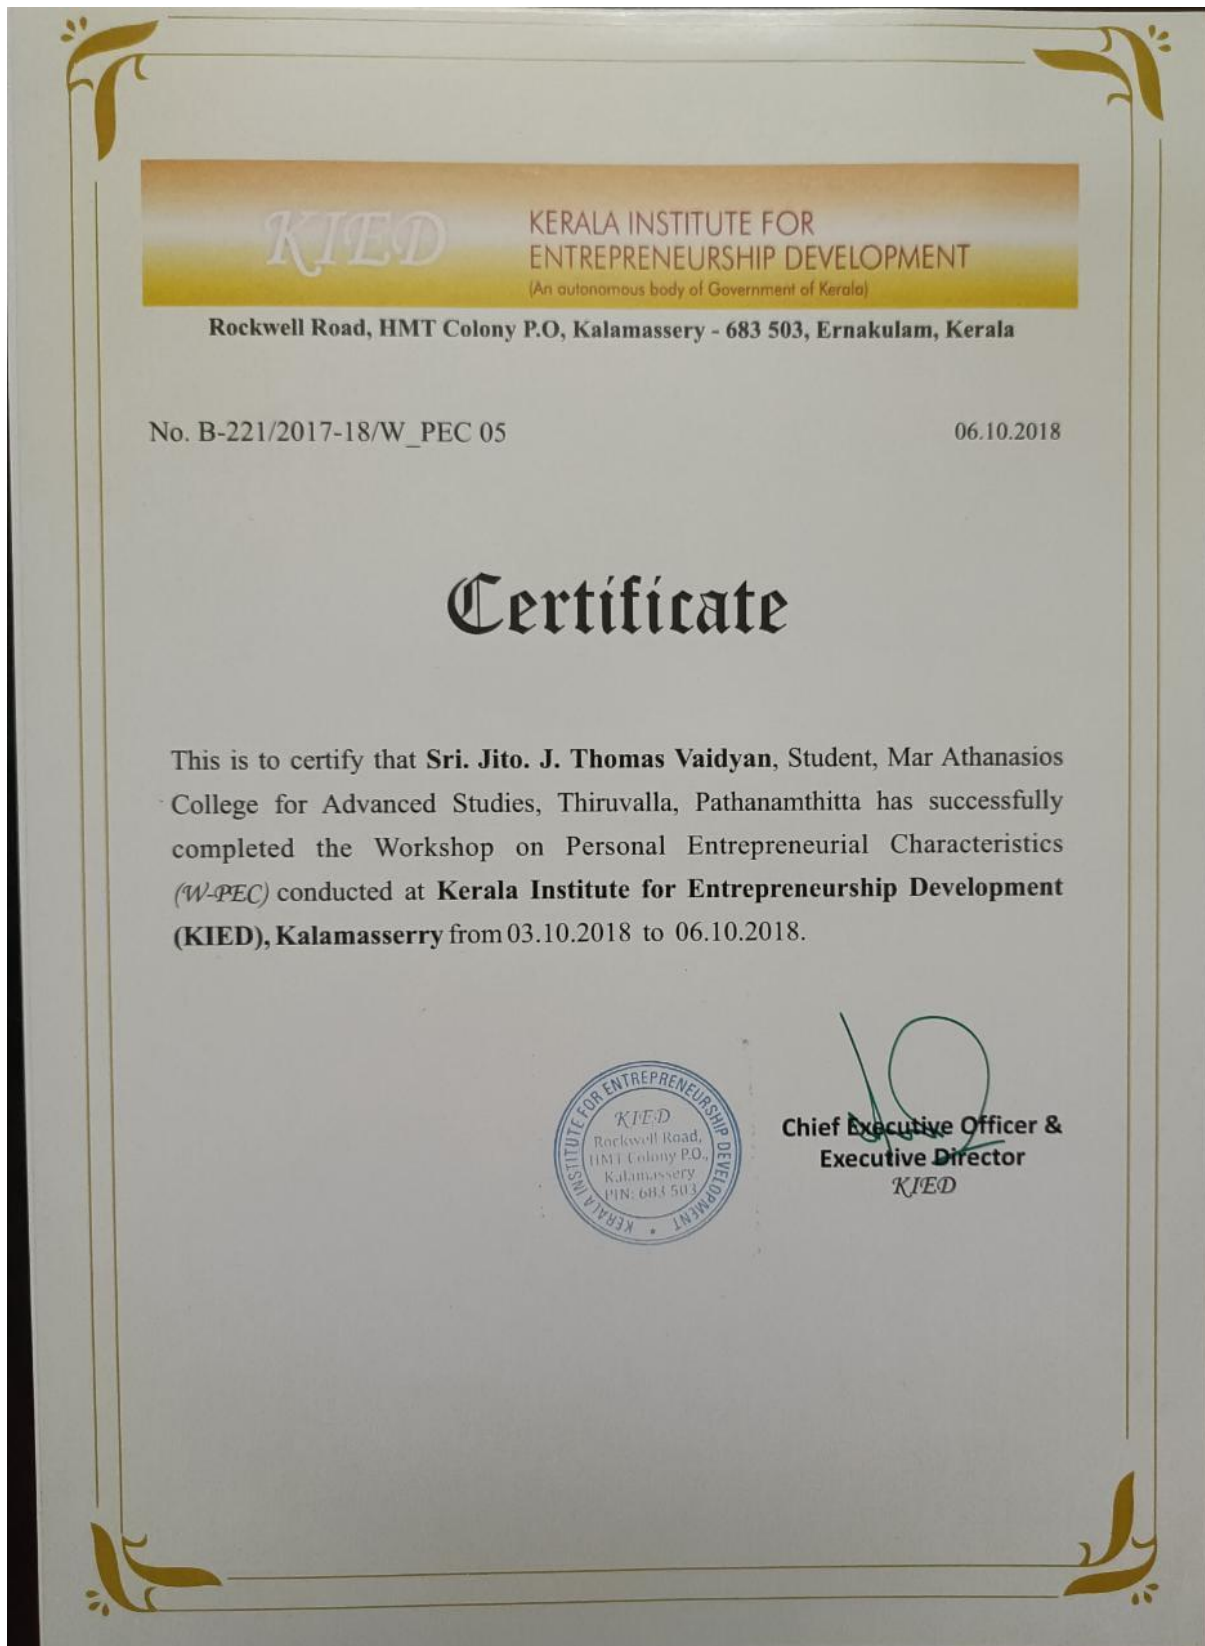 KIED
KERALA INSTITUTE FOR
ENTREPRENEURSHIP DEVELOPMENT
(An autonomous body of Government of Kerala)
Rockwell Road, HMT Colony P.O, Kalamassery - 683 503, Ernakulam, Kerala
No. B-221/2017-18/W_PEC 05
06.10.2018
Certificate
This is to certify that Sri. Jito. J. Thomas Vaidyan, Student, Mar Athanasios
College for Advanced Studies, Thiruvalla, Pathanamthitta has successfully
completed the Workshop on Personal Entrepreneurial Characteristics
(W-PEC) conducted at Kerala Institute for Entrepreneurship Development
(KIED), Kalamasserry from 03.10.2018 to 06.10.2018.
KERALA INSTITUTE FOR ENTREPRENEURSHIP DEVELOPMENT *
KIED
Rockwell Road,
HMT Colony P.O.,
Kalamassery
PIN: 683 503
Chief Executive Officer &
Executive Director
KIED